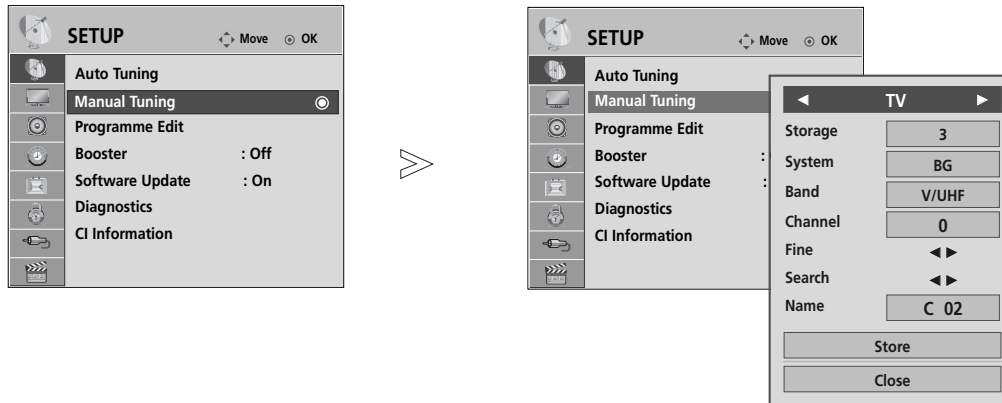 SETUP Move OK
Auto Tuning
Manual Tuning
Programme Edit
Booster : Off
Software Update : On
Diagnostics
CI Information
SETUP Move OK
Auto Tuning
Manual Tuning
Programme Edit
Booster :
Software Update :
Diagnostics
CI Information
◄ TV ►
Storage 3
System BG
Band V/UHF
Channel 0
Fine ◄ ►
Search ◄ ►
Name C 02
Store
Close